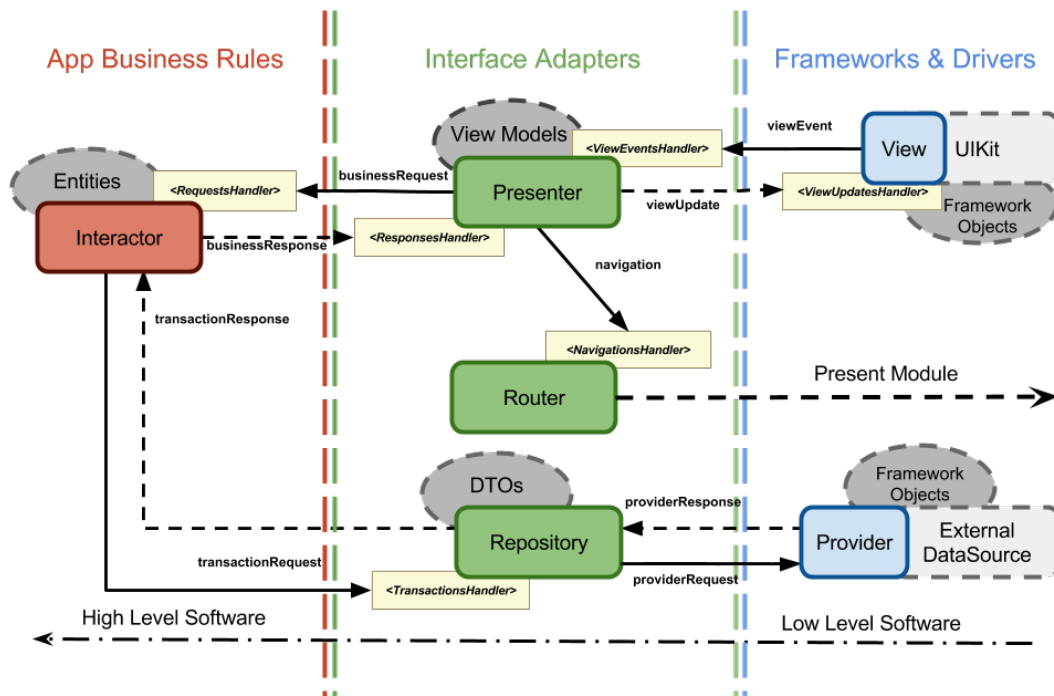 App Business Rules
Interface Adapters
Frameworks & Drivers
View Models
<ViewEventsHandler>
viewEvent
View
UIKit
Entities
<RequestsHandler>
businessRequest
Presenter
viewUpdate
<ViewUpdatesHandler>
Framework
Objects
Interactor
businessResponse
<ResponsesHandler>
navigation
transactionResponse
<NavigationsHandler>
Router
Present Module
DTOs
Framework
Objects
providerResponse
Repository
Provider
External
DataSource
transactionRequest
providerRequest
<TransactionsHandler>
High Level Software
Low Level Software